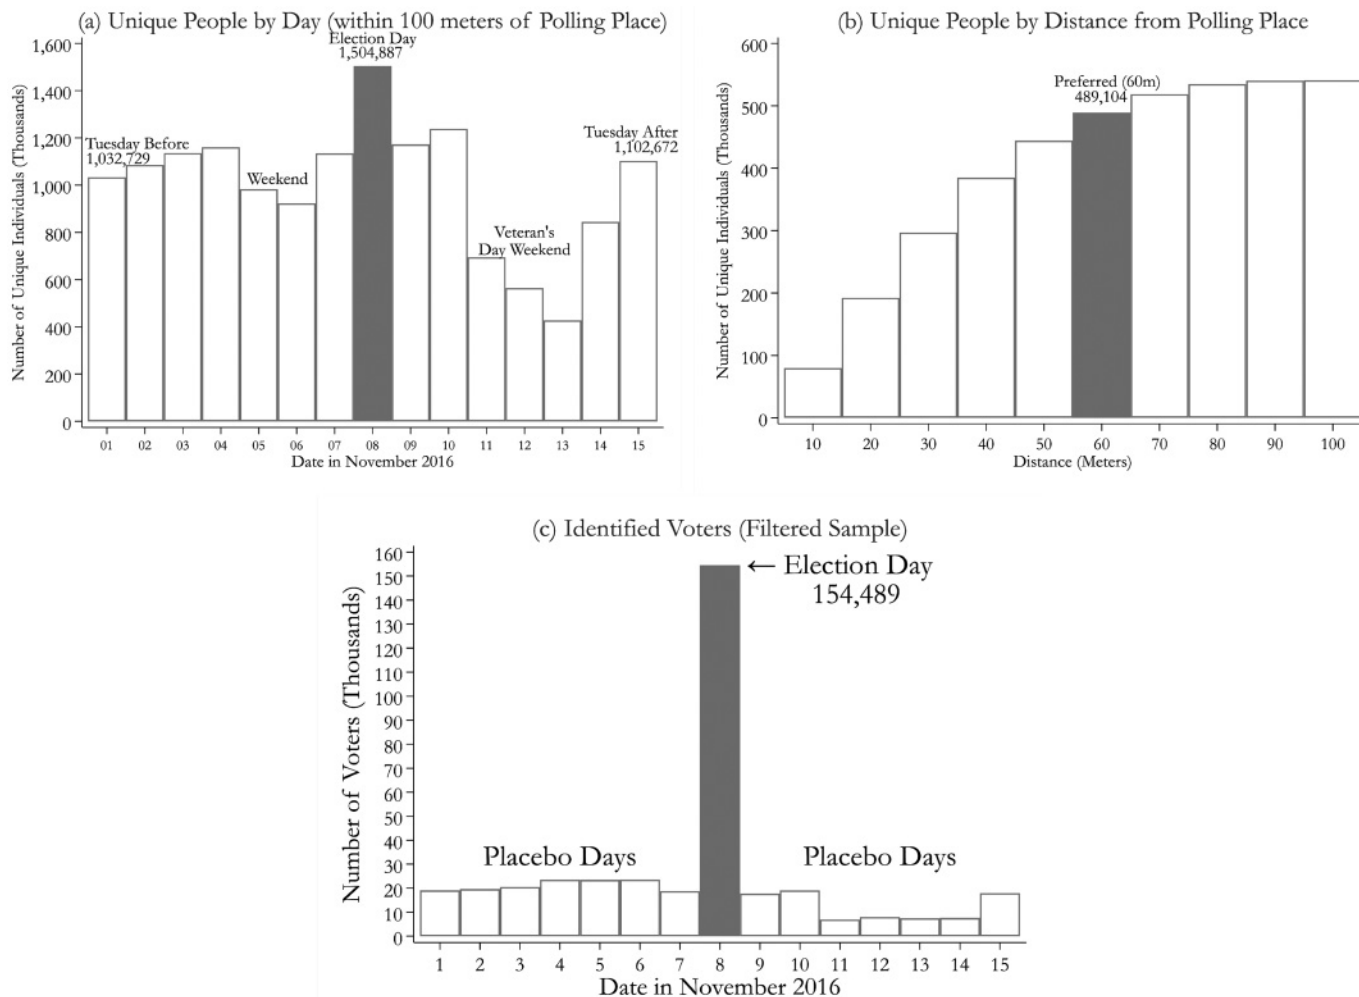 (a) Unique People by Day (within 100 meters of Polling Place)
Number of Unique Individuals (Thousands)
1,600
1,400
1,200
1,000
800
600
400
200
0
Election Day
1,504,887
Tuesday Before
1,032,729
Weekend
Veteran's
Day Weekend
Tuesday After
1,102,672
01 02 03 04 05 06 07 08 09 10 11 12 13 14 15
Date in November 2016
(b) Unique People by Distance from Polling Place
Number of Unique Individuals (Thousands)
600
500
400
300
200
100
0
Preferred (60m)
489,104
10 20 30 40 50 60 70 80 90 100
Distance (Meters)
(c) Identified Voters (Filtered Sample)
Number of Voters (Thousands)
160
150
140
130
120
110
100
90
80
70
60
50
40
30
20
10
0
← Election Day
154,489
Placebo Days
Placebo Days
1 2 3 4 5 6 7 8 9 10 11 12 13 14 15
Date in November 2016